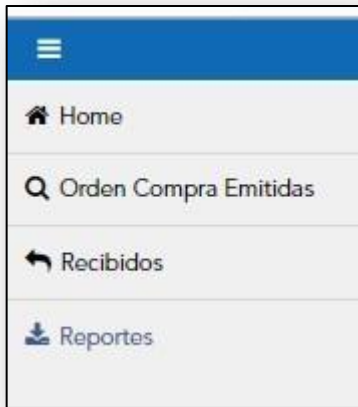 Home
Orden Compra Emitidas
Recibidos
Reportes